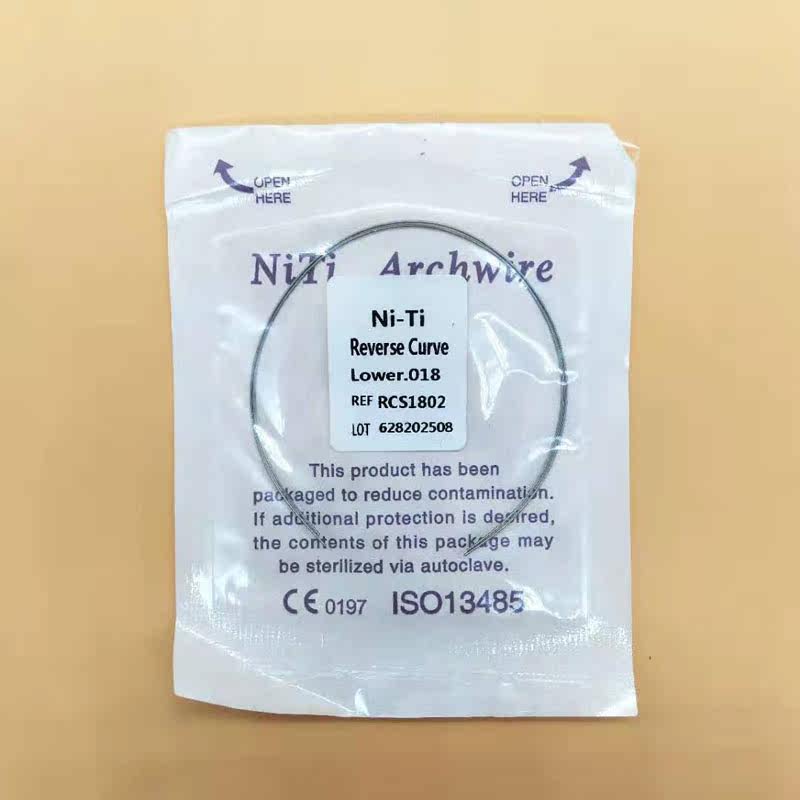 OPEN HERE
OPEN HERE
NiTi Archwire
Ni-Ti
Reverse Curve
Lower.018
REF RCS1802
LOT 628202508
This product has been
packaged to reduce contamination.
If additional protection is desired,
the contents of this package may
be sterilized via autoclave.
CE 0197 ISO13485